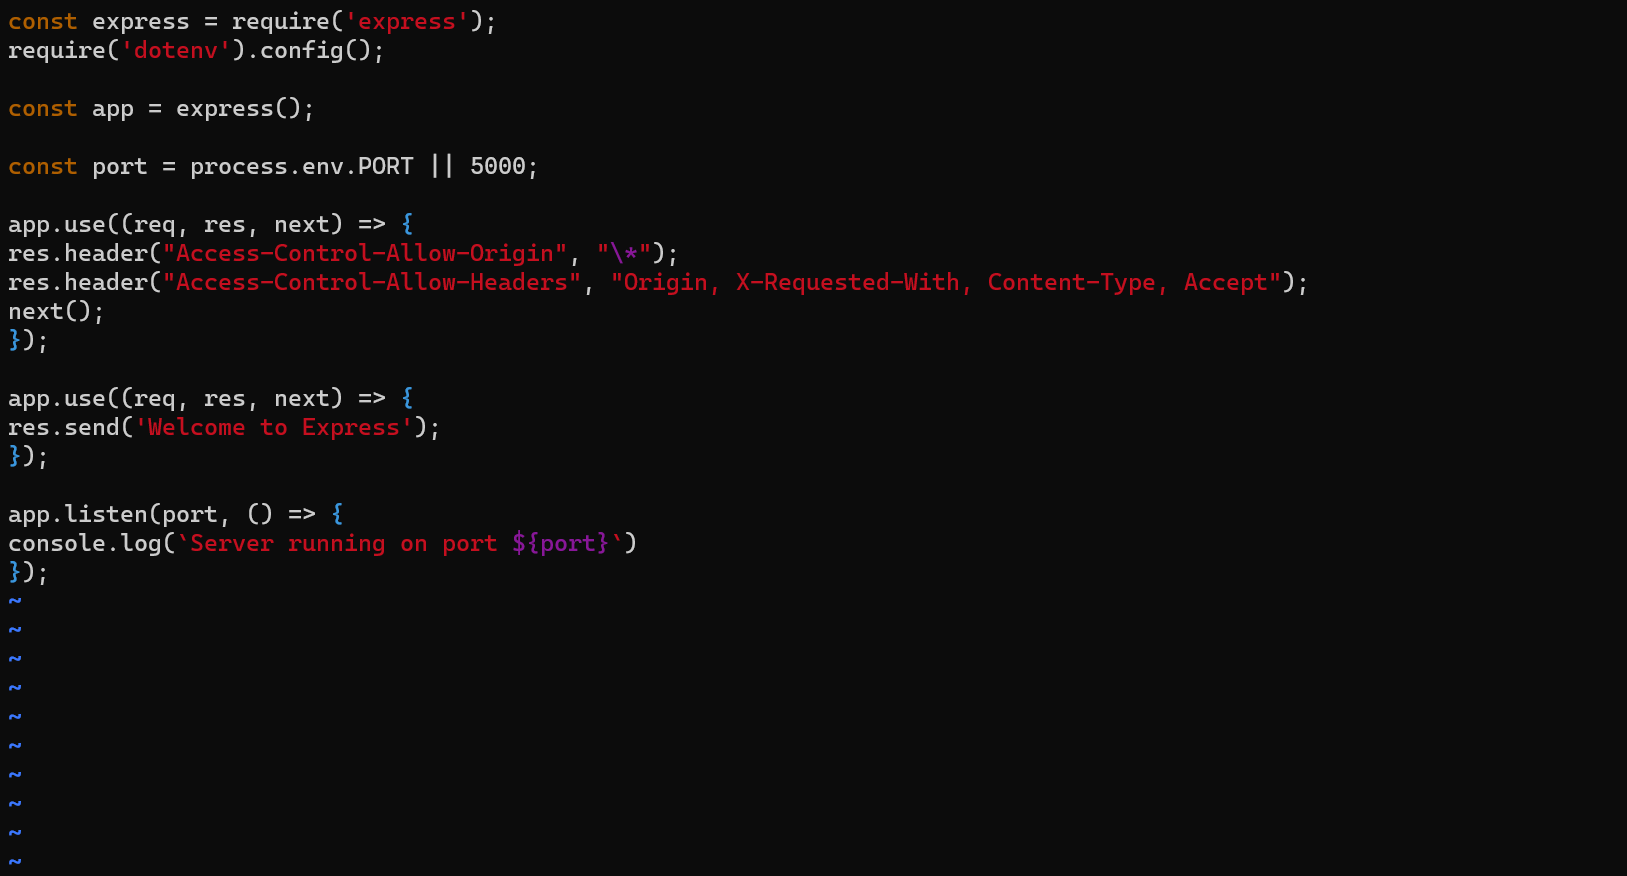 const express = require('express');
require('dotenv').config();

const app = express();

const port = process.env.PORT || 5000;

app.use((req, res, next) => {
res.header("Access-Control-Allow-Origin", "\*");
res.header("Access-Control-Allow-Headers", "Origin, X-Requested-With, Content-Type, Accept");
next();
});

app.use((req, res, next) => {
res.send('Welcome to Express');
});

app.listen(port, () => {
console.log(`Server running on port ${port}`)
});
~
~
~
~
~
~
~
~
~
~